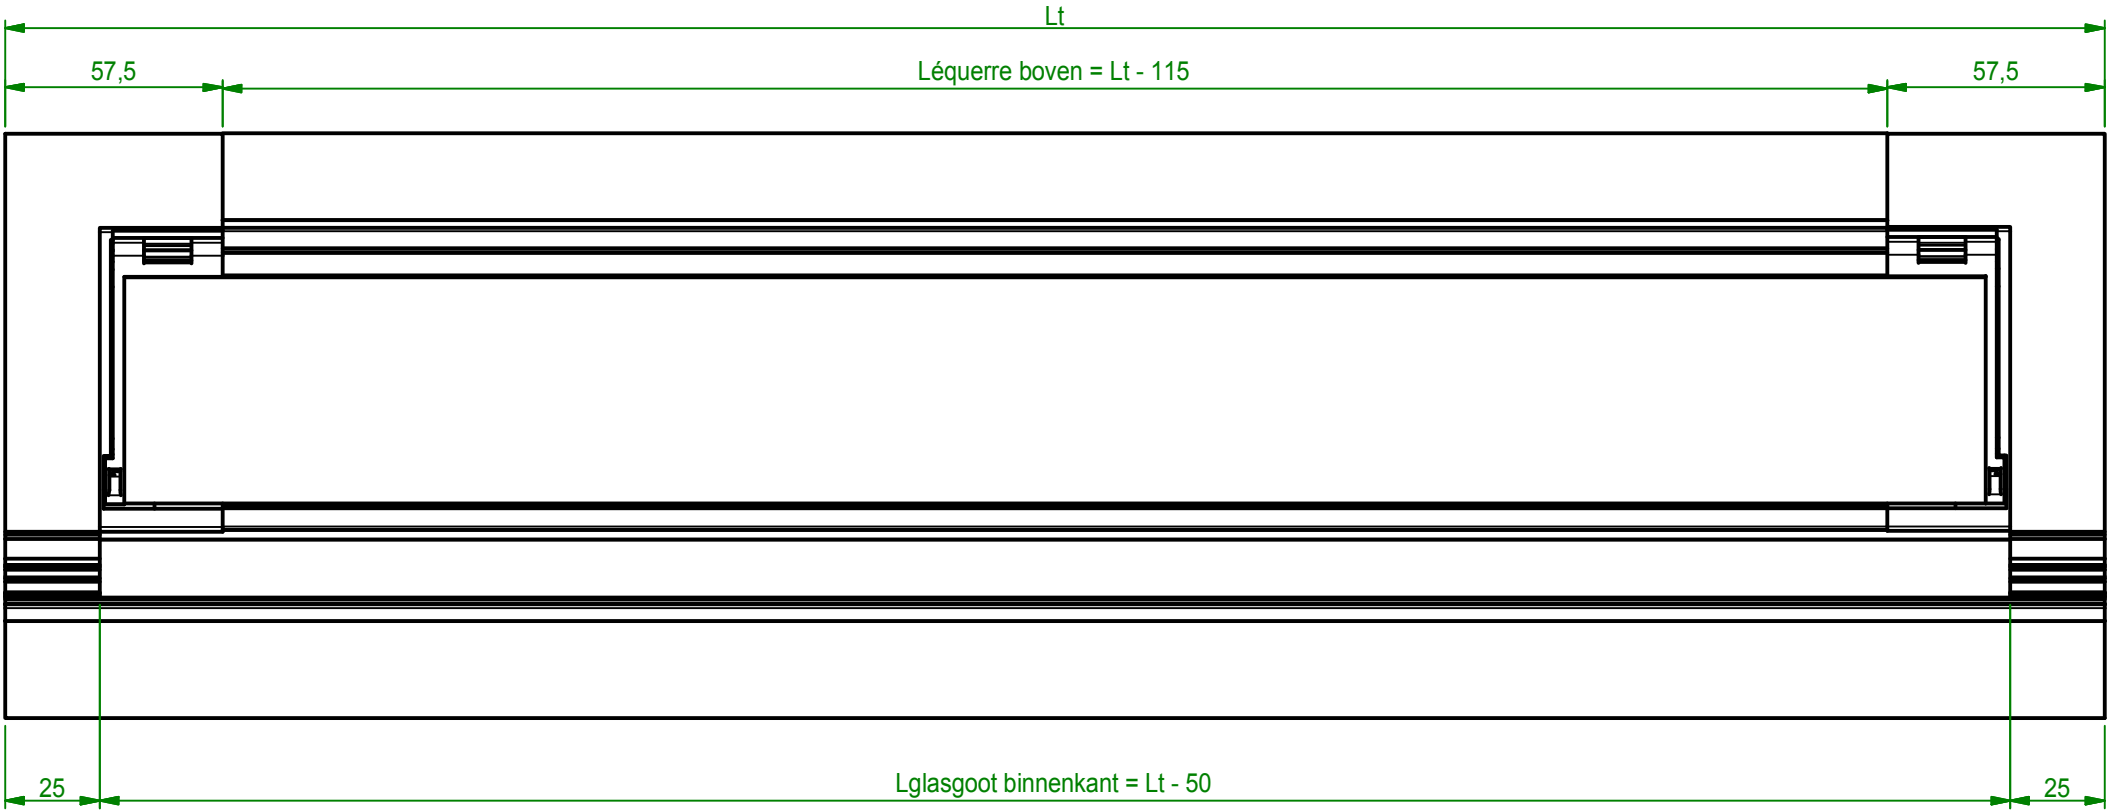 Lt
57,5
Léquerre boven = Lt - 115
57,5
25
Lglasgoot binnenkant = Lt - 50
25